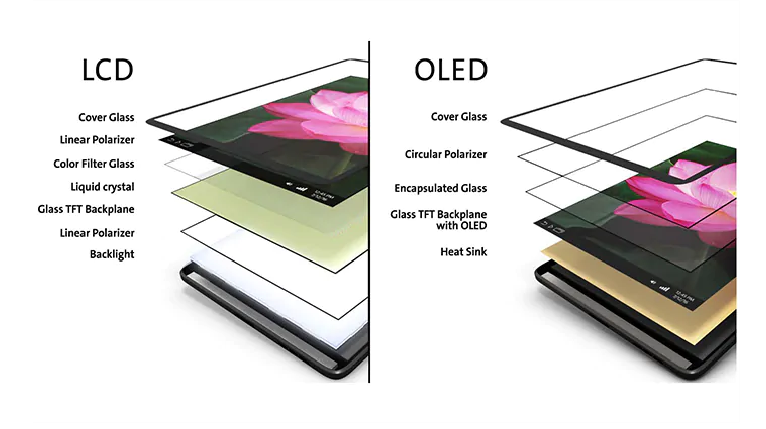 LCD
Cover Glass
Linear Polarizer
Color Filter Glass
Liquid crystal
Glass TFT Backplane
Linear Polarizer
Backlight
OLED
Cover Glass
Circular Polarizer
Encapsulated Glass
Glass TFT Backplane
with OLED
Heat Sink